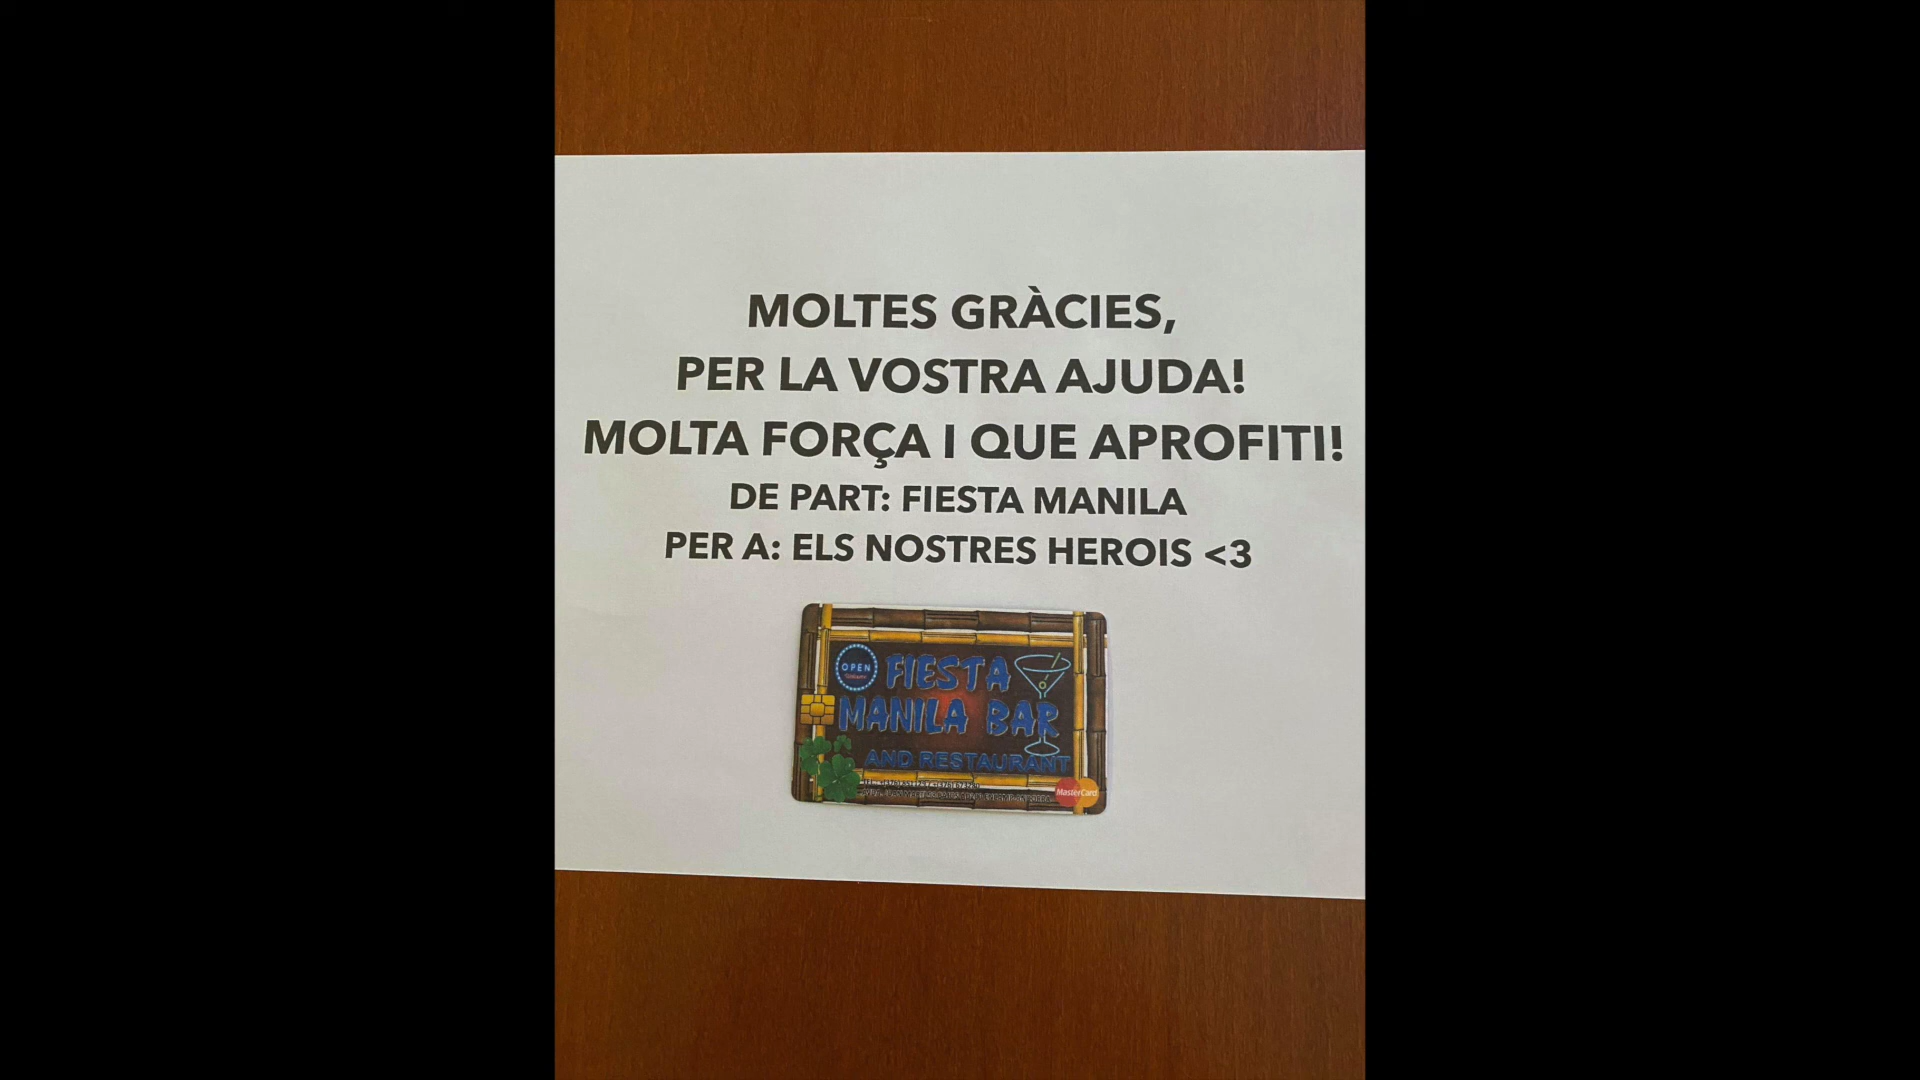 MOLTES GRÀCIES,
PER LA VOSTRA AJUDA!
MOLTA FORÇA I QUE APROFITI!
DE PART: FIESTA MANILA
PER A: ELS NOSTRES HEROIS <3
OPEN
FIESTA
MANILA BAR
AND RESTAURANT
MasterCard